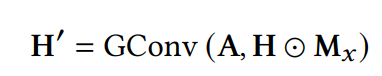 H′ = GConv (A, H ⊙ Mₓ)